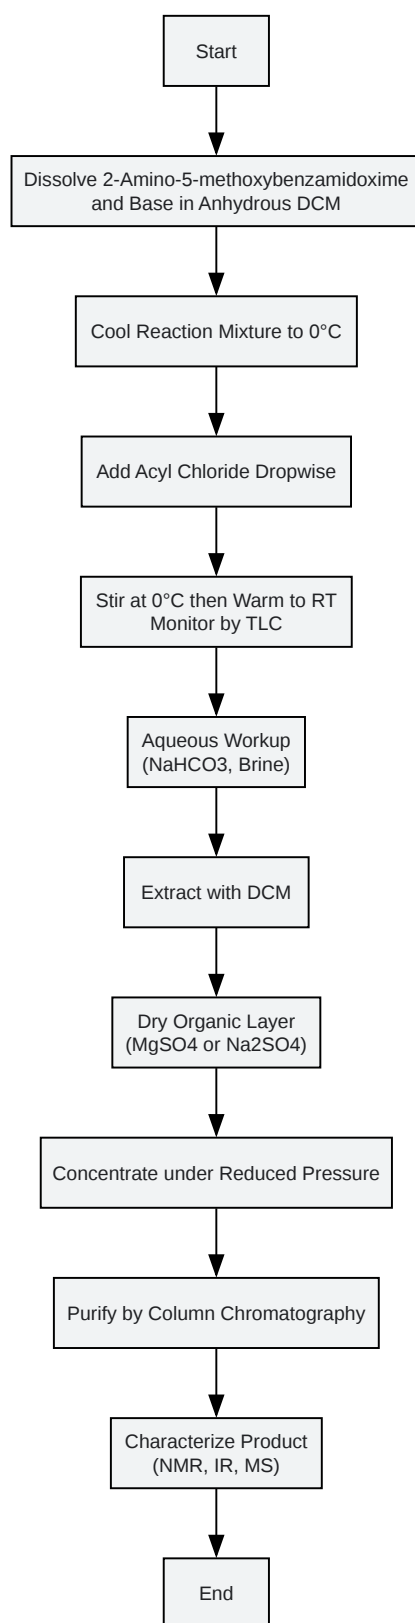 Start
Dissolve 2-Amino-5-methoxybenzamidoxime
and Base in Anhydrous DCM
Cool Reaction Mixture to 0°C
Add Acyl Chloride Dropwise
Stir at 0°C then Warm to RT
Monitor by TLC
Aqueous Workup
(NaHCO3, Brine)
Extract with DCM
Dry Organic Layer
(MgSO4 or Na2SO4)
Concentrate under Reduced Pressure
Purify by Column Chromatography
Characterize Product
(NMR, IR, MS)
End